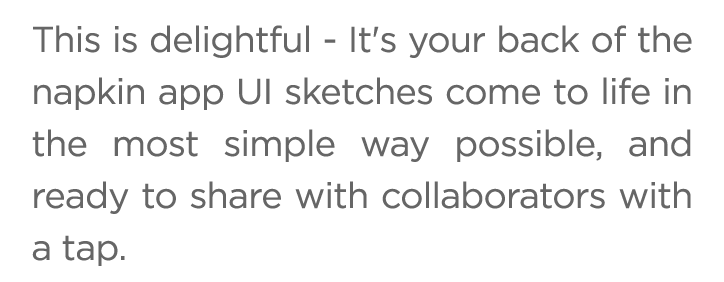 This is delightful - It's your back of the
napkin app UI sketches come to life in
the most simple way possible, and
ready to share with collaborators with
a tap.